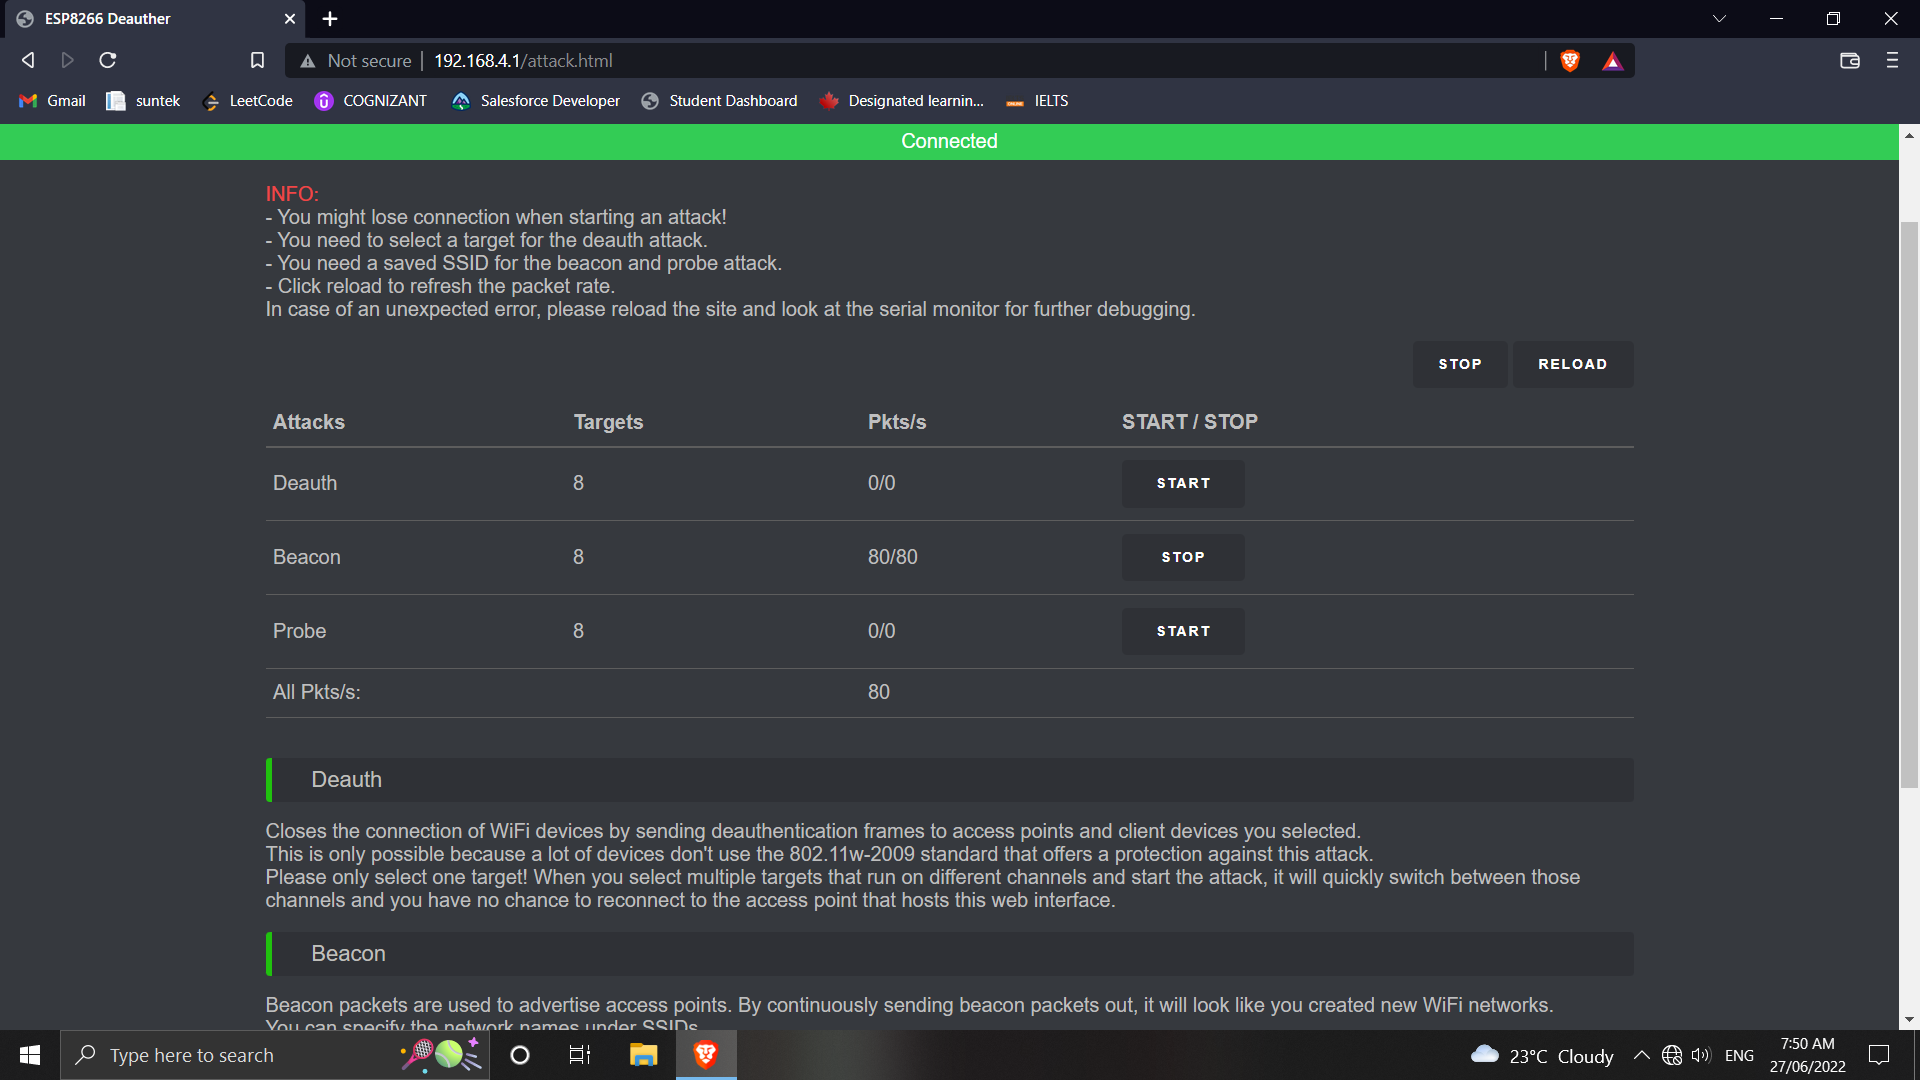 ESP8266 Deauther
Not secure 192.168.4.1/attack.html
Gmail suntek LeetCode COGNIZANT Salesforce Developer Student Dashboard Designated learnin... IELTS
Connected
INFO:
- You might lose connection when starting an attack!
- You need to select a target for the deauth attack.
- You need a saved SSID for the beacon and probe attack.
- Click reload to refresh the packet rate.
In case of an unexpected error, please reload the site and look at the serial monitor for further debugging.
STOP RELOAD
Attacks Targets Pkts/s START / STOP
Deauth 8 0/0 START
Beacon 8 80/80 STOP
Probe 8 0/0 START
All Pkts/s: 80
Deauth
Closes the connection of WiFi devices by sending deauthentication frames to access points and client devices you selected.
This is only possible because a lot of devices don't use the 802.11w-2009 standard that offers a protection against this attack.
Please only select one target! When you select multiple targets that run on different channels and start the attack, it will quickly switch between those
channels and you have no chance to reconnect to the access point that hosts this web interface.
Beacon
Beacon packets are used to advertise access points. By continuously sending beacon packets out, it will look like you created new WiFi networks.
You can specify the network names under SSIDs.
Type here to search
23°C Cloudy
ENG
7:50 AM
27/06/2022